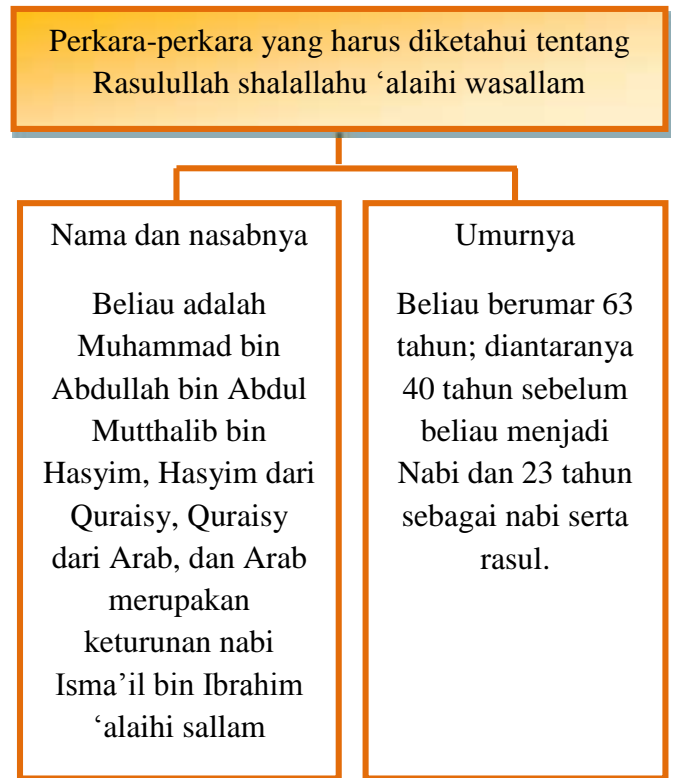 Perkara-perkara yang harus diketahui tentang
Rasulullah shalallahu ‘alaihi wasallam
Nama dan nasabnya
Beliau adalah
Muhammad bin
Abdullah bin Abdul
Mutthalib bin
Hasyim, Hasyim dari
Quraisy, Quraisy
dari Arab, dan Arab
merupakan
keturunan nabi
Isma’il bin Ibrahim
‘alaihi sallam
Umurnya
Beliau berumar 63
tahun; diantaranya
40 tahun sebelum
beliau menjadi
Nabi dan 23 tahun
sebagai nabi serta
rasul.